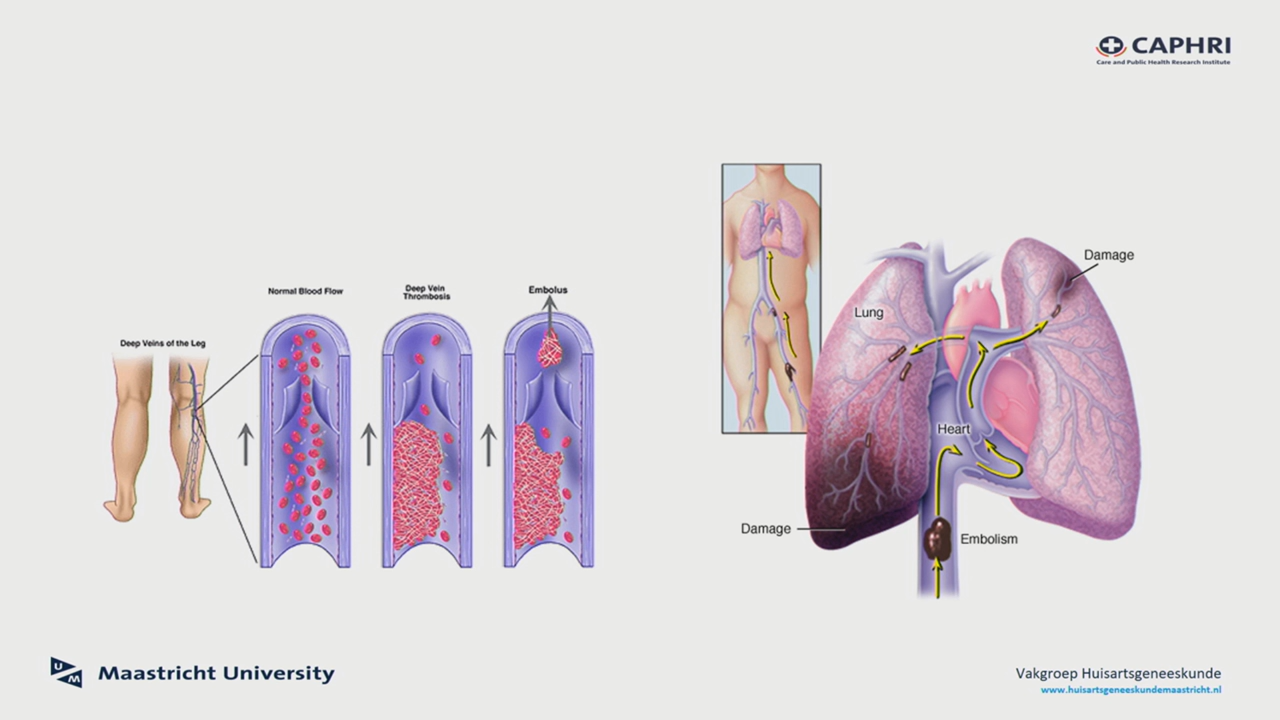 CAPHRI
Care and Public Health Research Institute
Deep Veins of the Leg
Normal Blood Flow
Deep Vein
Thrombosis
Embolus
Lung
Damage
Heart
Damage
Embolism
UM
Maastricht University
Vakgroep Huisartsgeneeskunde
www.huisartsgeneeskundemaastricht.nl